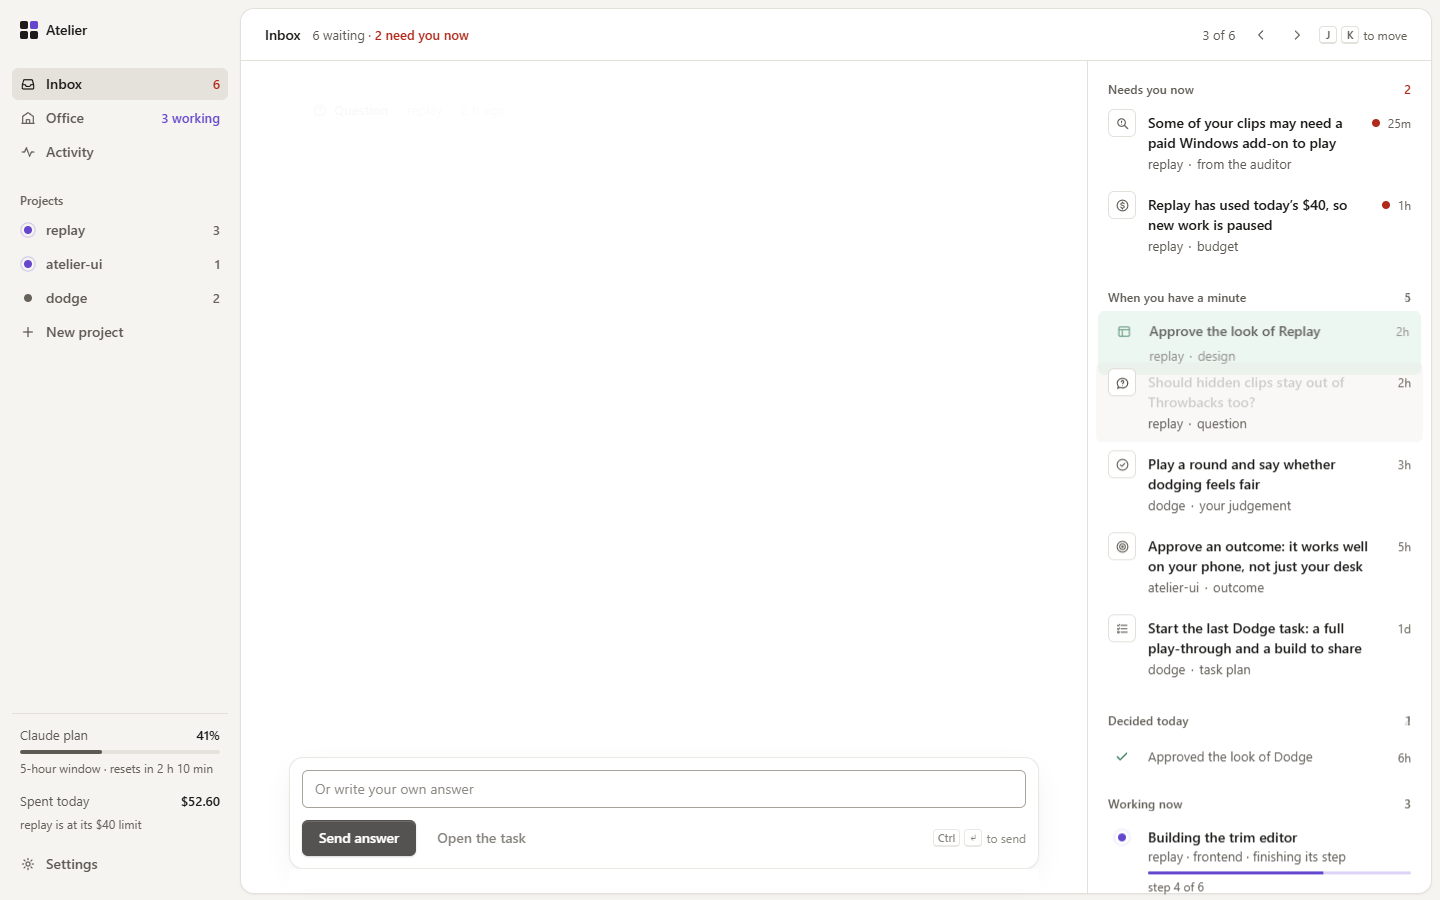 Atelier
Inbox 6
Office 3 working
Activity
Projects
replay 3
atelier-ui 1
dodge 2
New project
Claude plan 41%
5-hour window · resets in 2 h 10 min
Spent today $52.60
replay is at its $40 limit
Settings
Inbox 6 waiting · 2 need you now
3 of 6 J K to move
Question
Or write your own answer
Send answer Open the task Ctrl ↵ to send
Needs you now 2
Some of your clips may need a 25m
paid Windows add-on to play
replay · from the auditor
Replay has used today's $40, so 1h
new work is paused
replay · budget
When you have a minute 5
Approve the look of Replay 2h
replay · design
Should hidden clips stay out of 2h
Throwbacks too?
replay · question
Play a round and say whether 3h
dodging feels fair
dodge · your judgement
Approve an outcome: it works well 5h
on your phone, not just your desk
atelier-ui · outcome
Start the last Dodge task: a full 1d
play-through and a build to share
dodge · task plan
Decided today 1
Approved the look of Dodge 6h
Working now 3
Building the trim editor
replay · frontend · finishing its step
step 4 of 6